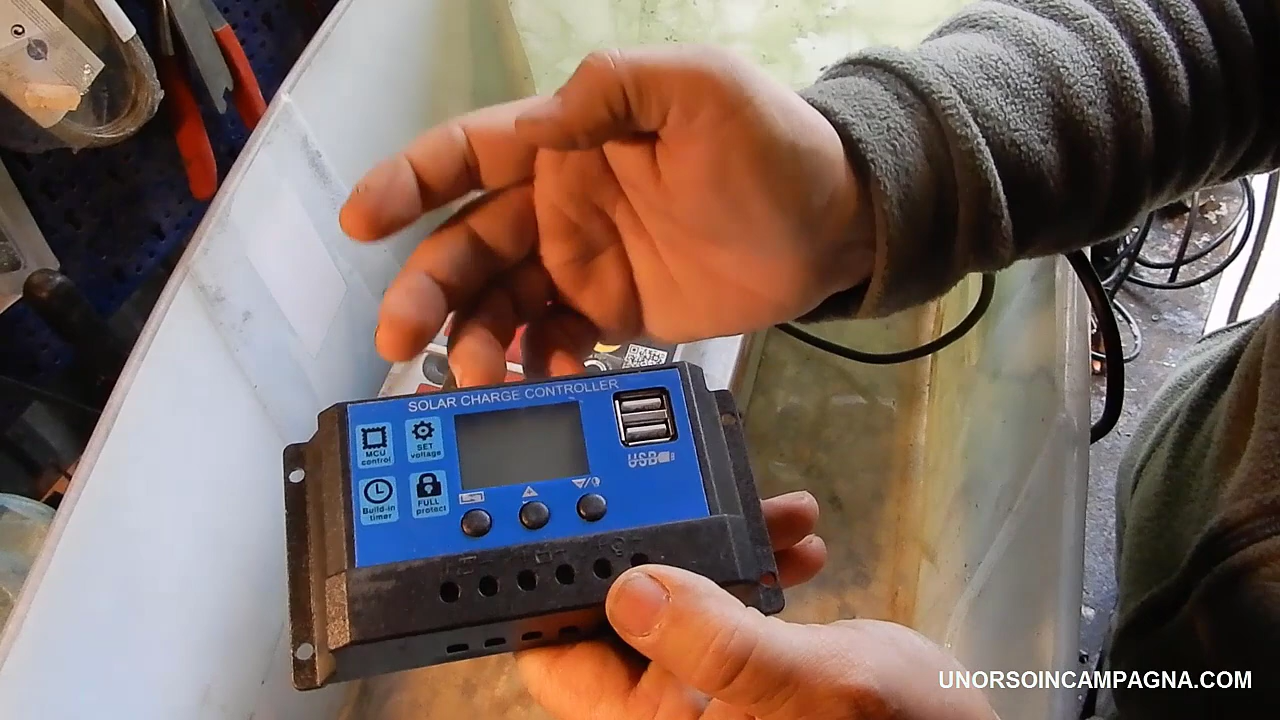 SOLAR CHARGE CONTROLLER
MCU
control
SET
voltage
Build-in
timer
FULL
protect
USB
UNORSOINCAMPAGNA.COM